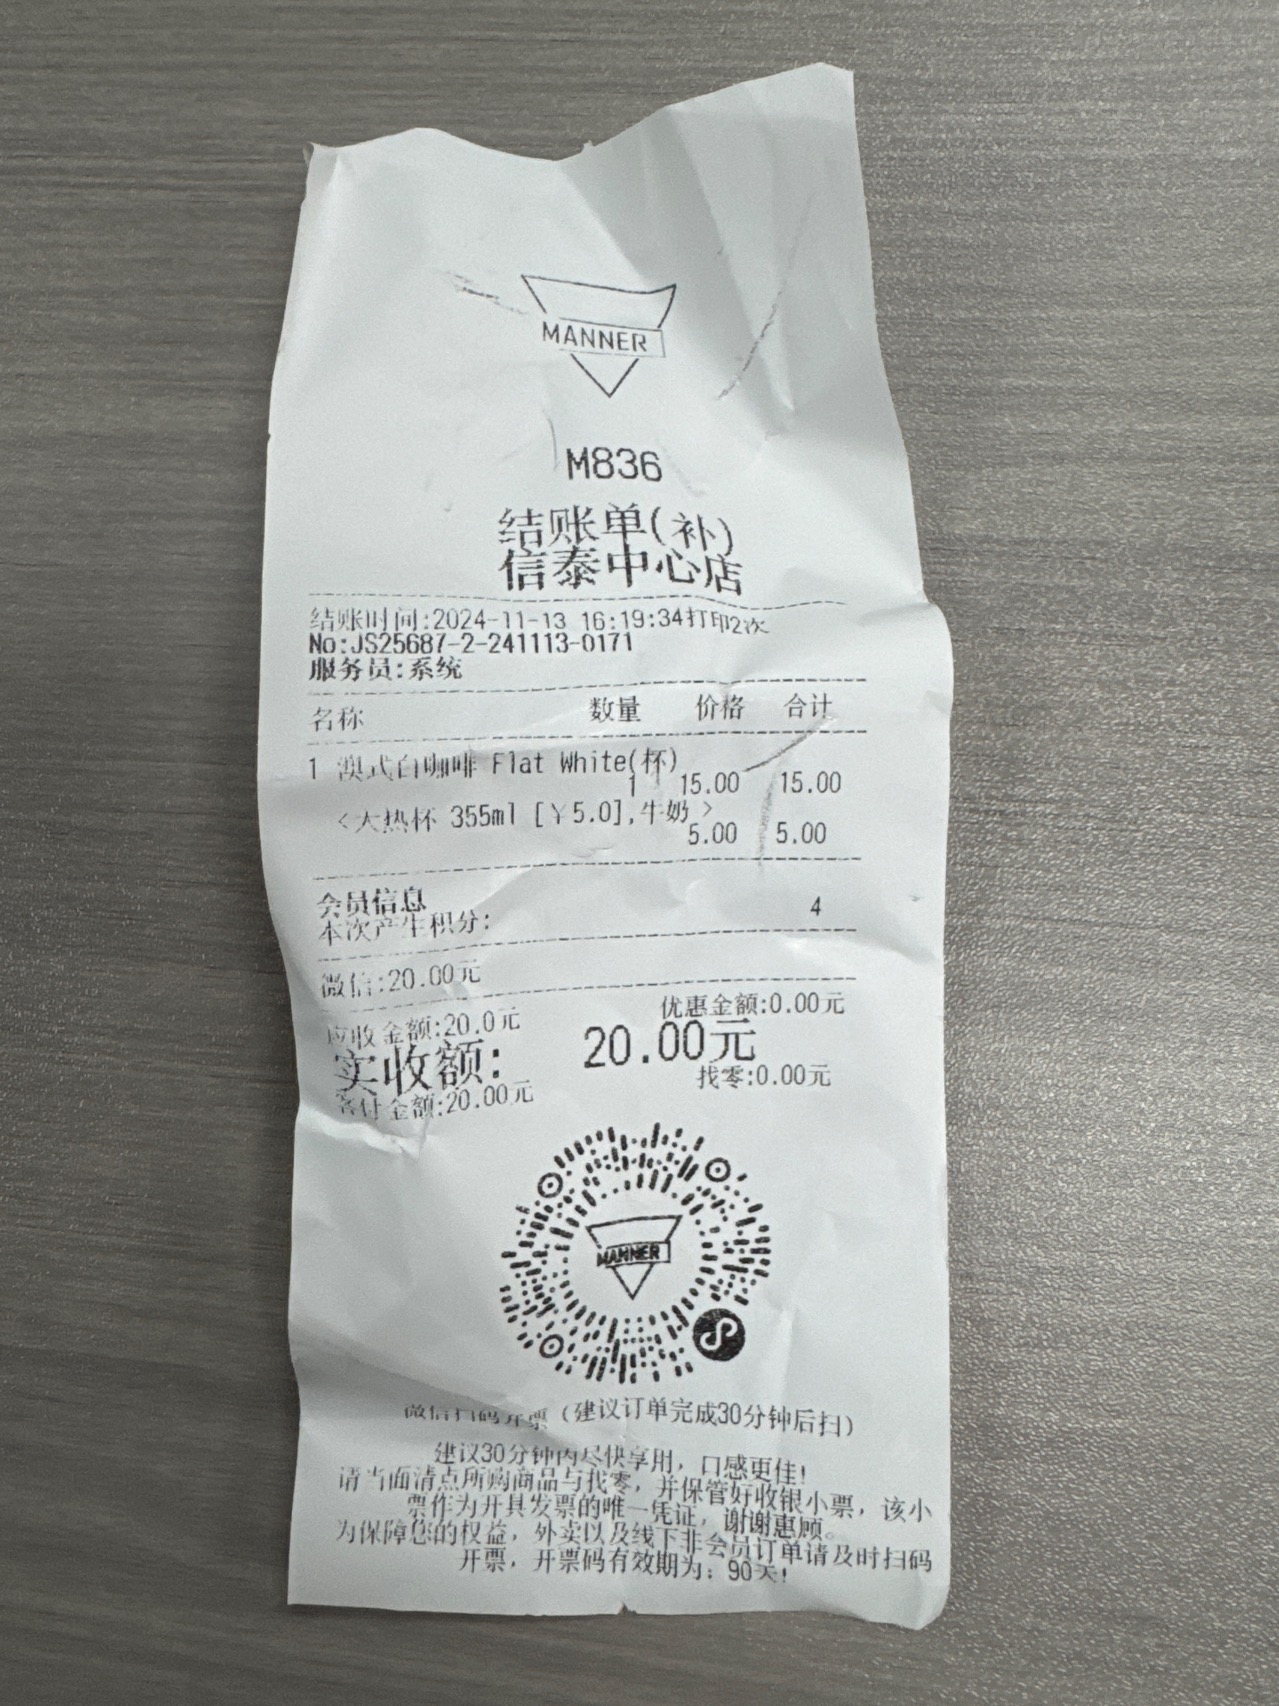 MANNER
M836
结账单(补)
信泰中心店
结账时间:2024-11-13 16:19:34打印2次
No:JS25687-2-241113-0171
服务员:系统
名称 数量 价格 合计
1 澳式白咖啡 Flat White(杯)
1 15.00 15.00
<大热杯 355ml [￥5.0],牛奶 >
5.00 5.00
会员信息
本次产生积分: 4
微信:20.00元
应收金额:20.0元 优惠金额:0.00元
实收额: 20.00元
客付金额:20.00元 找零:0.00元
MANNER
微信扫码开票（建议订单完成30分钟后扫）
建议30分钟内尽快享用，口感更佳!
请当面清点所购商品与找零，并保管好收银小票，该小
票作为开具发票的唯一凭证，谢谢惠顾。
为保障您的权益，外卖以及线下非会员订单请及时扫码
开票，开票码有效期为：90天!